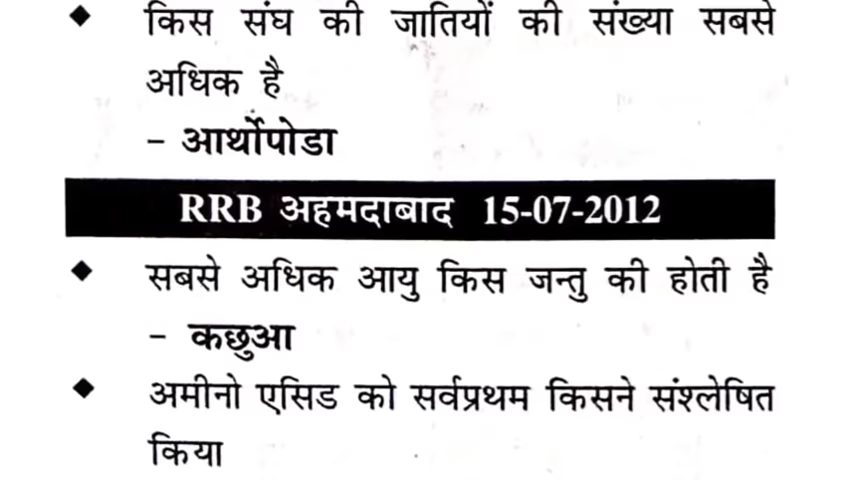 ◆ किस संघ की जातियों की संख्या सबसे
अधिक है
– आर्थोपोडा
RRB अहमदाबाद 15-07-2012
◆ सबसे अधिक आयु किस जन्तु की होती है
– कछुआ
◆ अमीनो एसिड को सर्वप्रथम किसने संश्लेषित
किया